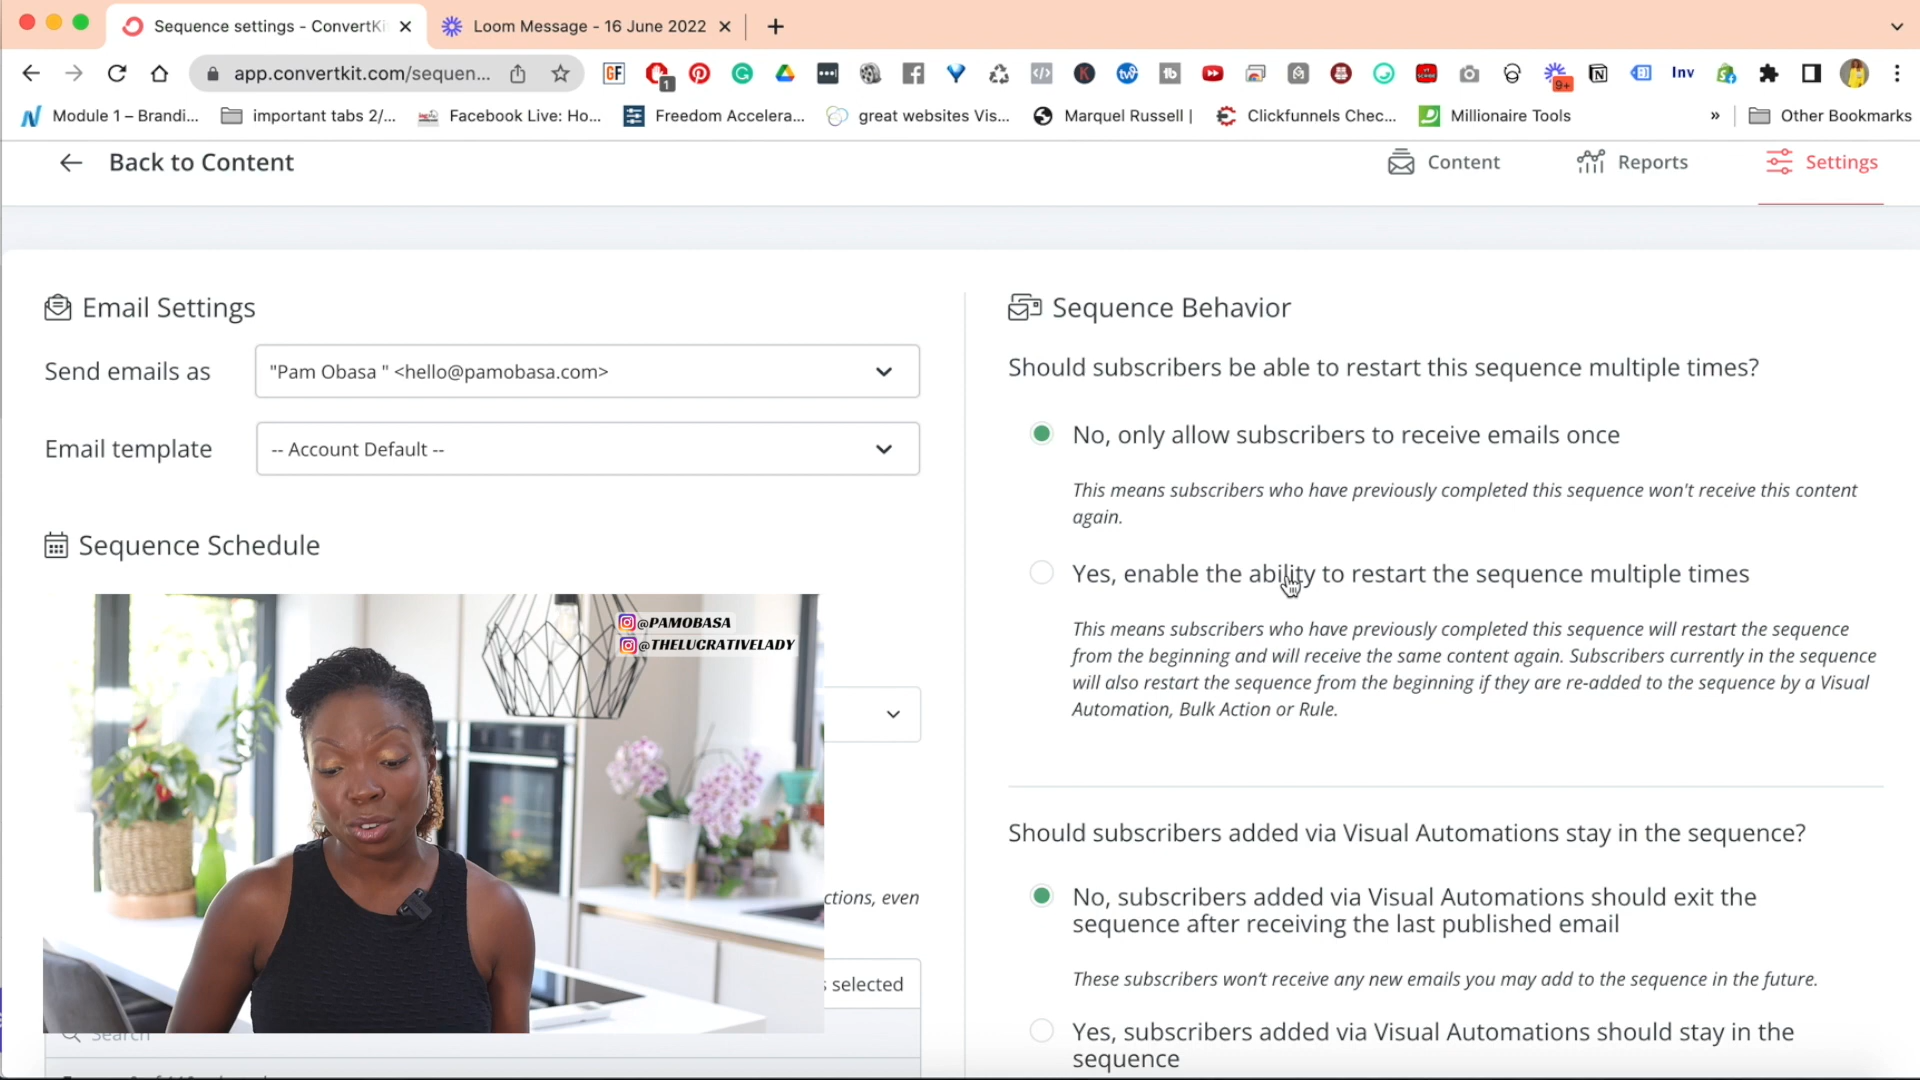 Sequence settings - ConvertKi
Loom Message - 16 June 2022
app.convertkit.com/sequen...
GF
1
tv
tb
9+
Inv
Module 1 – Brandi...
important tabs 2/...
Facebook Live: Ho...
Freedom Accelera...
great websites Vis...
Marquel Russell |
Clickfunnels Chec...
Millionaire Tools
»
Other Bookmarks
Back to Content
Content
Reports
Settings
Email Settings
Send emails as
"Pam Obasa " <hello@pamobasa.com>
Email template
-- Account Default --
Sequence Schedule
@PAMOBASA
@THELUCRATIVELADY
ctions, even
selected
Search
Sequence Behavior
Should subscribers be able to restart this sequence multiple times?
No, only allow subscribers to receive emails once
This means subscribers who have previously completed this sequence won't receive this content
again.
Yes, enable the ability to restart the sequence multiple times
This means subscribers who have previously completed this sequence will restart the sequence
from the beginning and will receive the same content again. Subscribers currently in the sequence
will also restart the sequence from the beginning if they are re-added to the sequence by a Visual
Automation, Bulk Action or Rule.
Should subscribers added via Visual Automations stay in the sequence?
No, subscribers added via Visual Automations should exit the
sequence after receiving the last published email
These subscribers won't receive any new emails you may add to the sequence in the future.
Yes, subscribers added via Visual Automations should stay in the
sequence